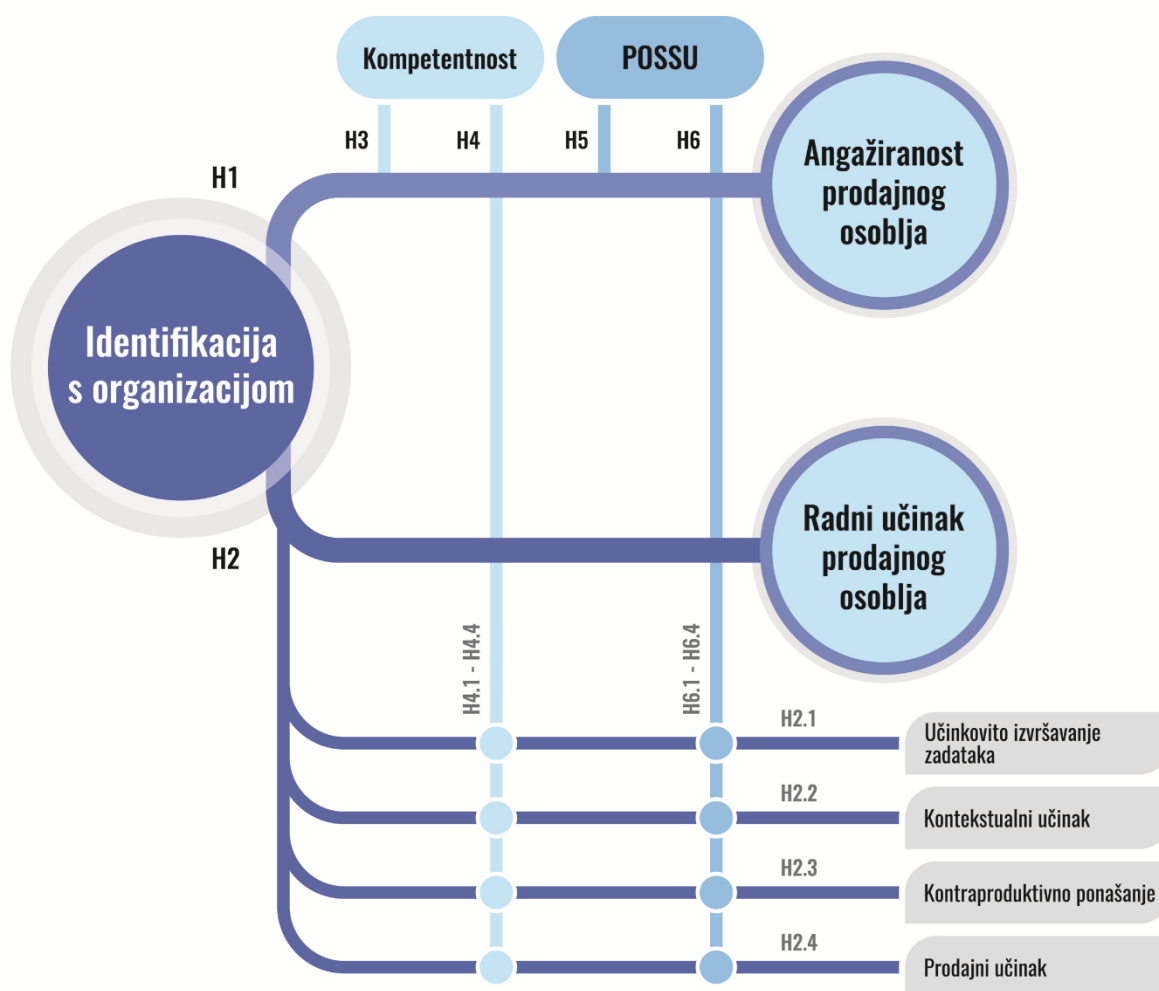 Kompetentnost
POSSU
H3
H4
H5
H6
H1
Angažiranost
prodajnog
osoblja
Identifikacija
s organizacijom
H2
Radni učinak
prodajnog
osoblja
H4.1 - H4.4
H6.1 - H6.4
H2.1
Učinkovito izvršavanje
zadataka
H2.2
Kontekstualni učinak
H2.3
Kontraproduktivno ponašanje
H2.4
Prodajni učinak